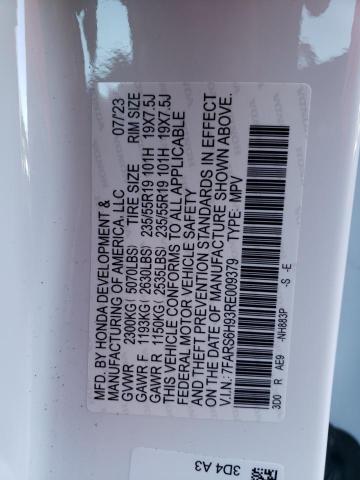 MFD. BY HONDA DEVELOPMENT & 07/23
MANUFACTURING OF AMERICA, LLC
GVWR 2300KG ( 5070LBS) TIRE SIZE RIM SIZE
GAWR F 1193KG ( 2630LBS) 235/55R19 101H 19X7.5J
GAWR R 1150KG ( 2535LBS) 235/55R19 101H 19X7.5J
THIS VEHICLE CONFORMS TO ALL APPLICABLE
FEDERAL MOTOR VEHICLE SAFETY
AND THEFT PREVENTION STANDARDS IN EFFECT
ON THE DATE OF MANUFACTURE SHOWN ABOVE.
V.I.N.: 7FARS6H93RE009379 TYPE: MPV
3D0 R AE9 -NH883P -S -E
3D4 A3